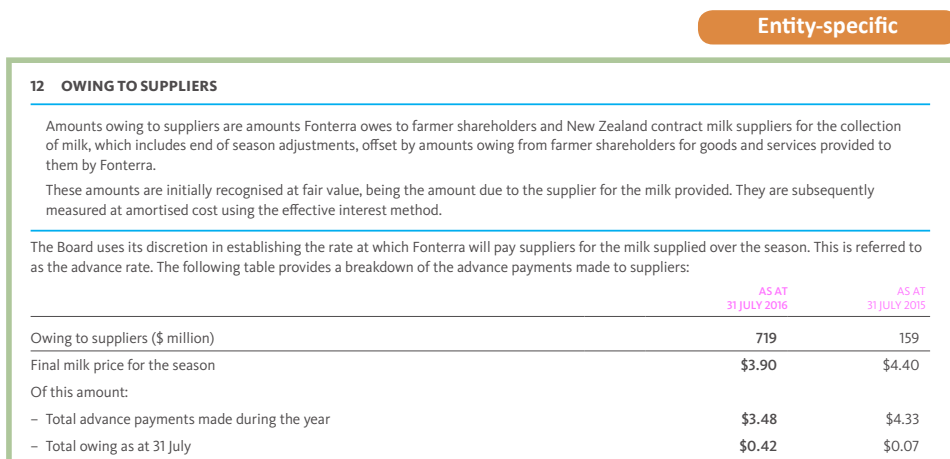 Entity-specific
12 OWING TO SUPPLIERS
Amounts owing to suppliers are amounts Fonterra owes to farmer shareholders and New Zealand contract milk suppliers for the collection
of milk, which includes end of season adjustments, offset by amounts owing from farmer shareholders for goods and services provided to
them by Fonterra.
These amounts are initially recognised at fair value, being the amount due to the supplier for the milk provided. They are subsequently
measured at amortised cost using the effective interest method.
The Board uses its discretion in establishing the rate at which Fonterra will pay suppliers for the milk supplied over the season. This is referred to
as the advance rate. The following table provides a breakdown of the advance payments made to suppliers:
AS AT AS AT
31 JULY 2016 31 JULY 2015
Owing to suppliers ($ million) 719 159
Final milk price for the season $3.90 $4.40
Of this amount:
– Total advance payments made during the year $3.48 $4.33
– Total owing as at 31 July $0.42 $0.07